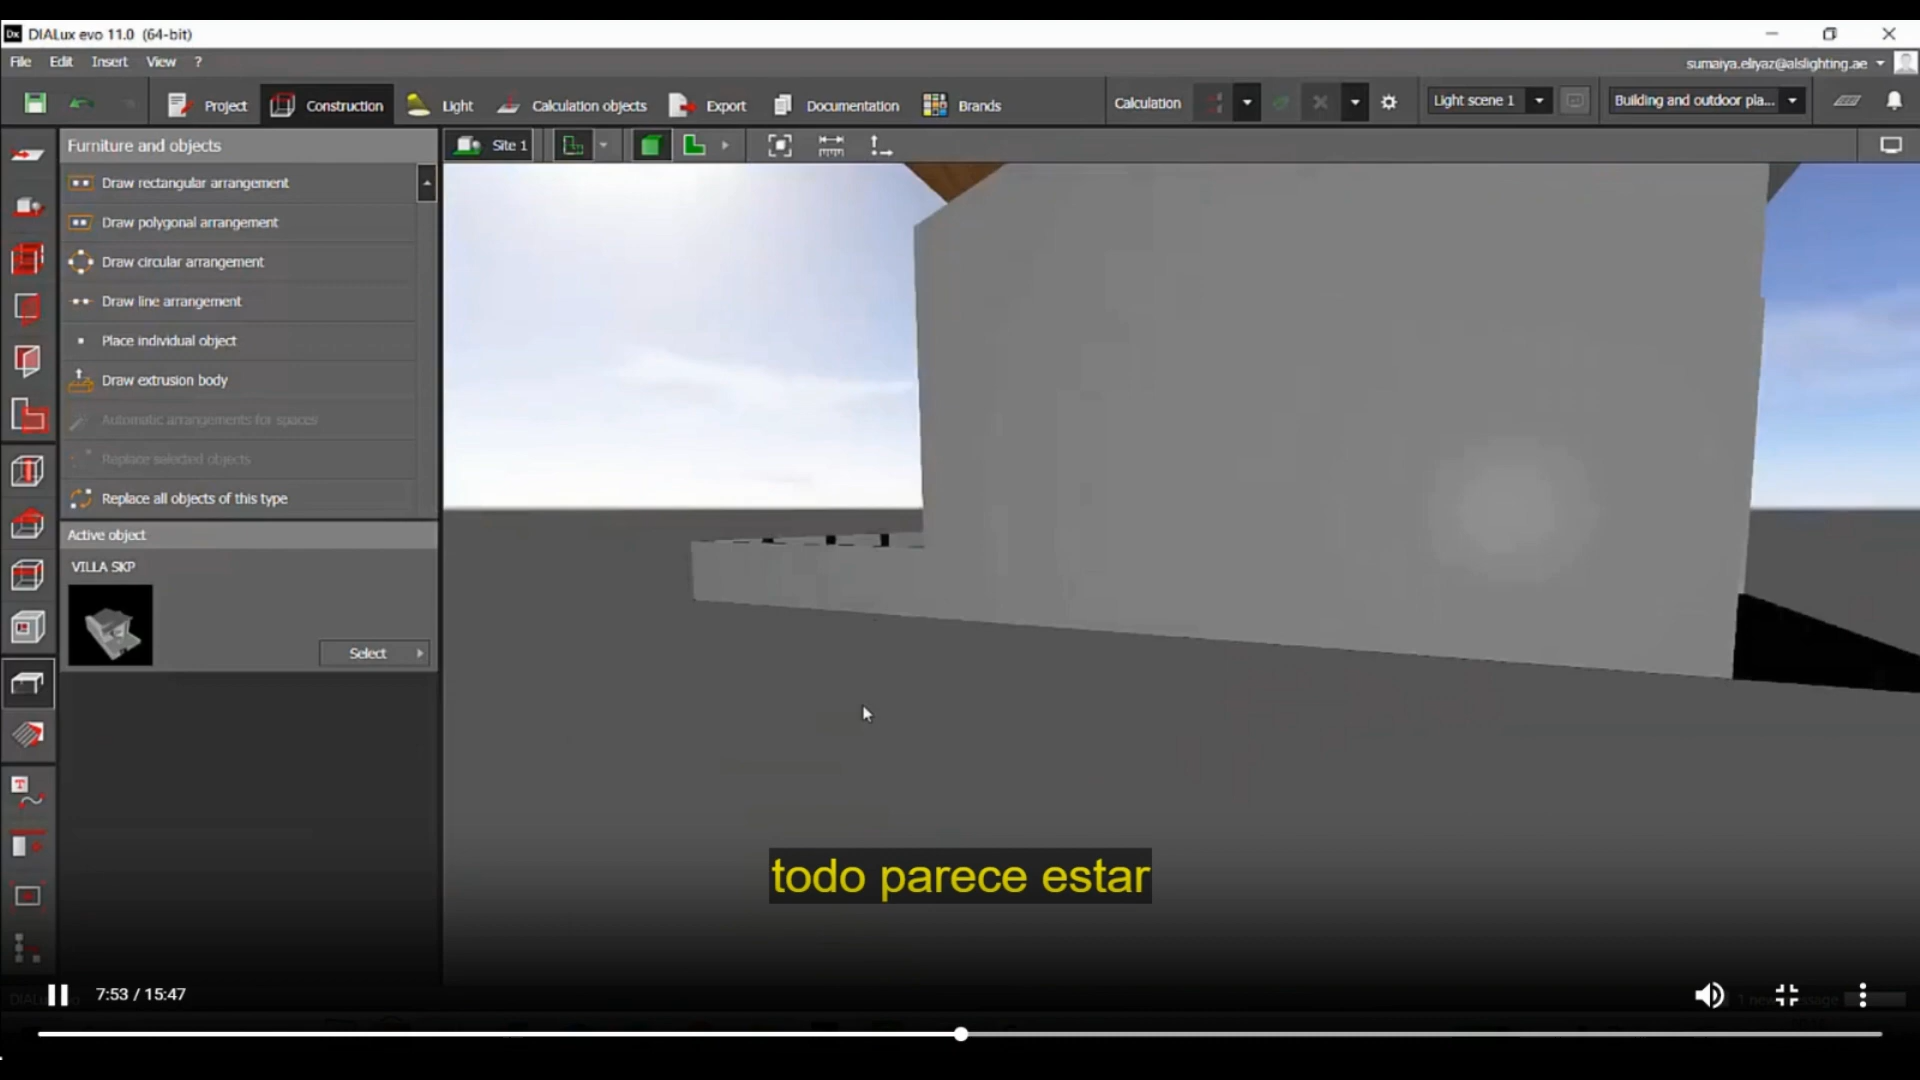 DIALux evo 11.0 (64-bit)
File Edit Insert View ?
sumaiya.eliyaz@alslighting.ae
Project Construction Light Calculation objects Export Documentation Brands Calculation Light scene 1 Building and outdoor pla...
Furniture and objects
Site 1
Draw rectangular arrangement
Draw polygonal arrangement
Draw circular arrangement
Draw line arrangement
Place individual object
Draw extrusion body
Automatic arrangements for spaces
Replace selected objects
Replace all objects of this type
Active object
VILLA SKP
Select
todo parece estar
7:53 / 15:47